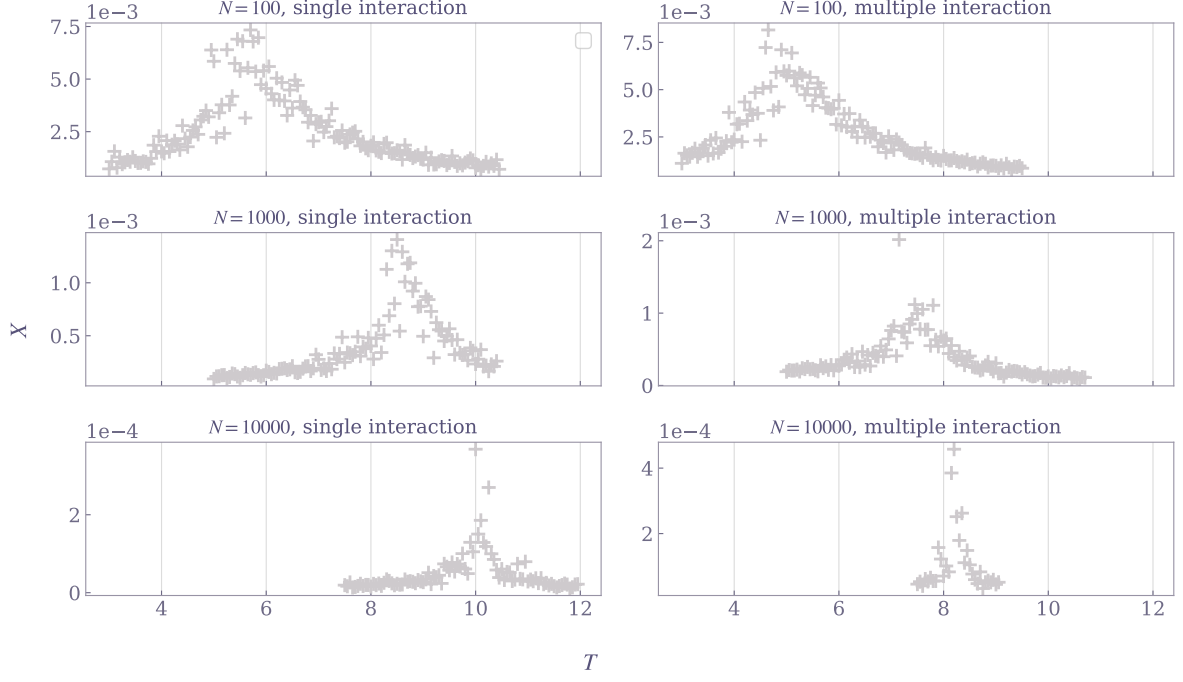 N=100, single interaction
1e−3
7.5
5.0
2.5
N=100, multiple interaction
1e−3
7.5
5.0
2.5
N=1000, single interaction
1e−3
1.0
0.5
N=1000, multiple interaction
1e−3
2
1
0
X
N=10000, single interaction
1e−4
2
0
4 6 8 10 12
N=10000, multiple interaction
1e−4
4
2
4 6 8 10 12
T